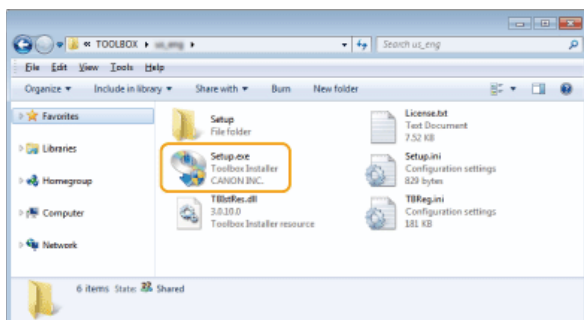 « TOOLBOX ▸
Search us_eng
File Edit View Tools Help
Organize ▾ Include in library ▾ Share with ▾ Burn New folder
Favorites
Libraries
Homegroup
Computer
Network
Setup
File folder
Setup.exe
Toolbox Installer
CANON INC.
TBIstRes.dll
3.0.10.0
Toolbox Installer resource
License.txt
Text Document
7.52 KB
Setup.ini
Configuration settings
829 bytes
TBReg.ini
Configuration settings
181 KB
6 items State: Shared